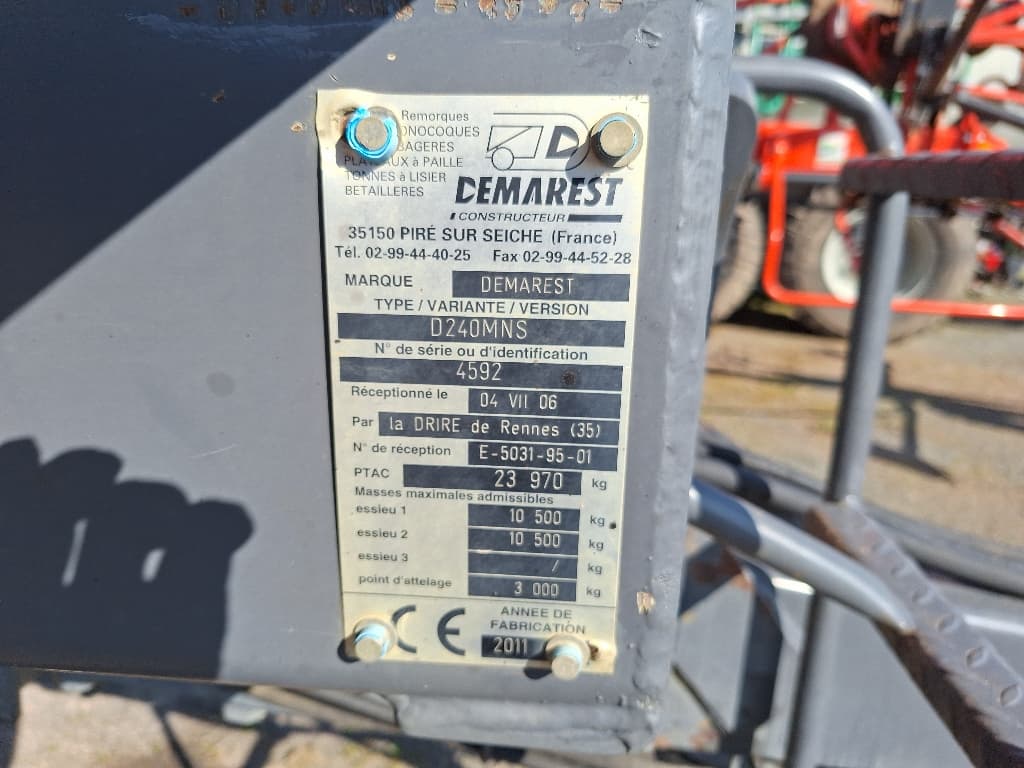 Remorques
ONOCOQUES
BAGERES
PLATEAUX à PAILLE
TONNES à LISIER
BETAILLERES
D
DEMAREST
CONSTRUCTEUR
35150 PIRÉ SUR SEICHE (France)
Tél. 02-99-44-40-25 Fax 02-99-44-52-28
MARQUE DEMAREST
TYPE / VARIANTE / VERSION
D240MNS
N° de série ou d'identification
4592
Réceptionné le 04 VII 06
Par la DRIRE de Rennes (35)
N° de réception E-5031-95-01
PTAC 23 970 kg
Masses maximales admissibles
essieu 1 10 500 kg
essieu 2 10 500 kg
essieu 3 / kg
point d'attelage 3 000 kg
CE
ANNEE DE
FABRICATION
2011